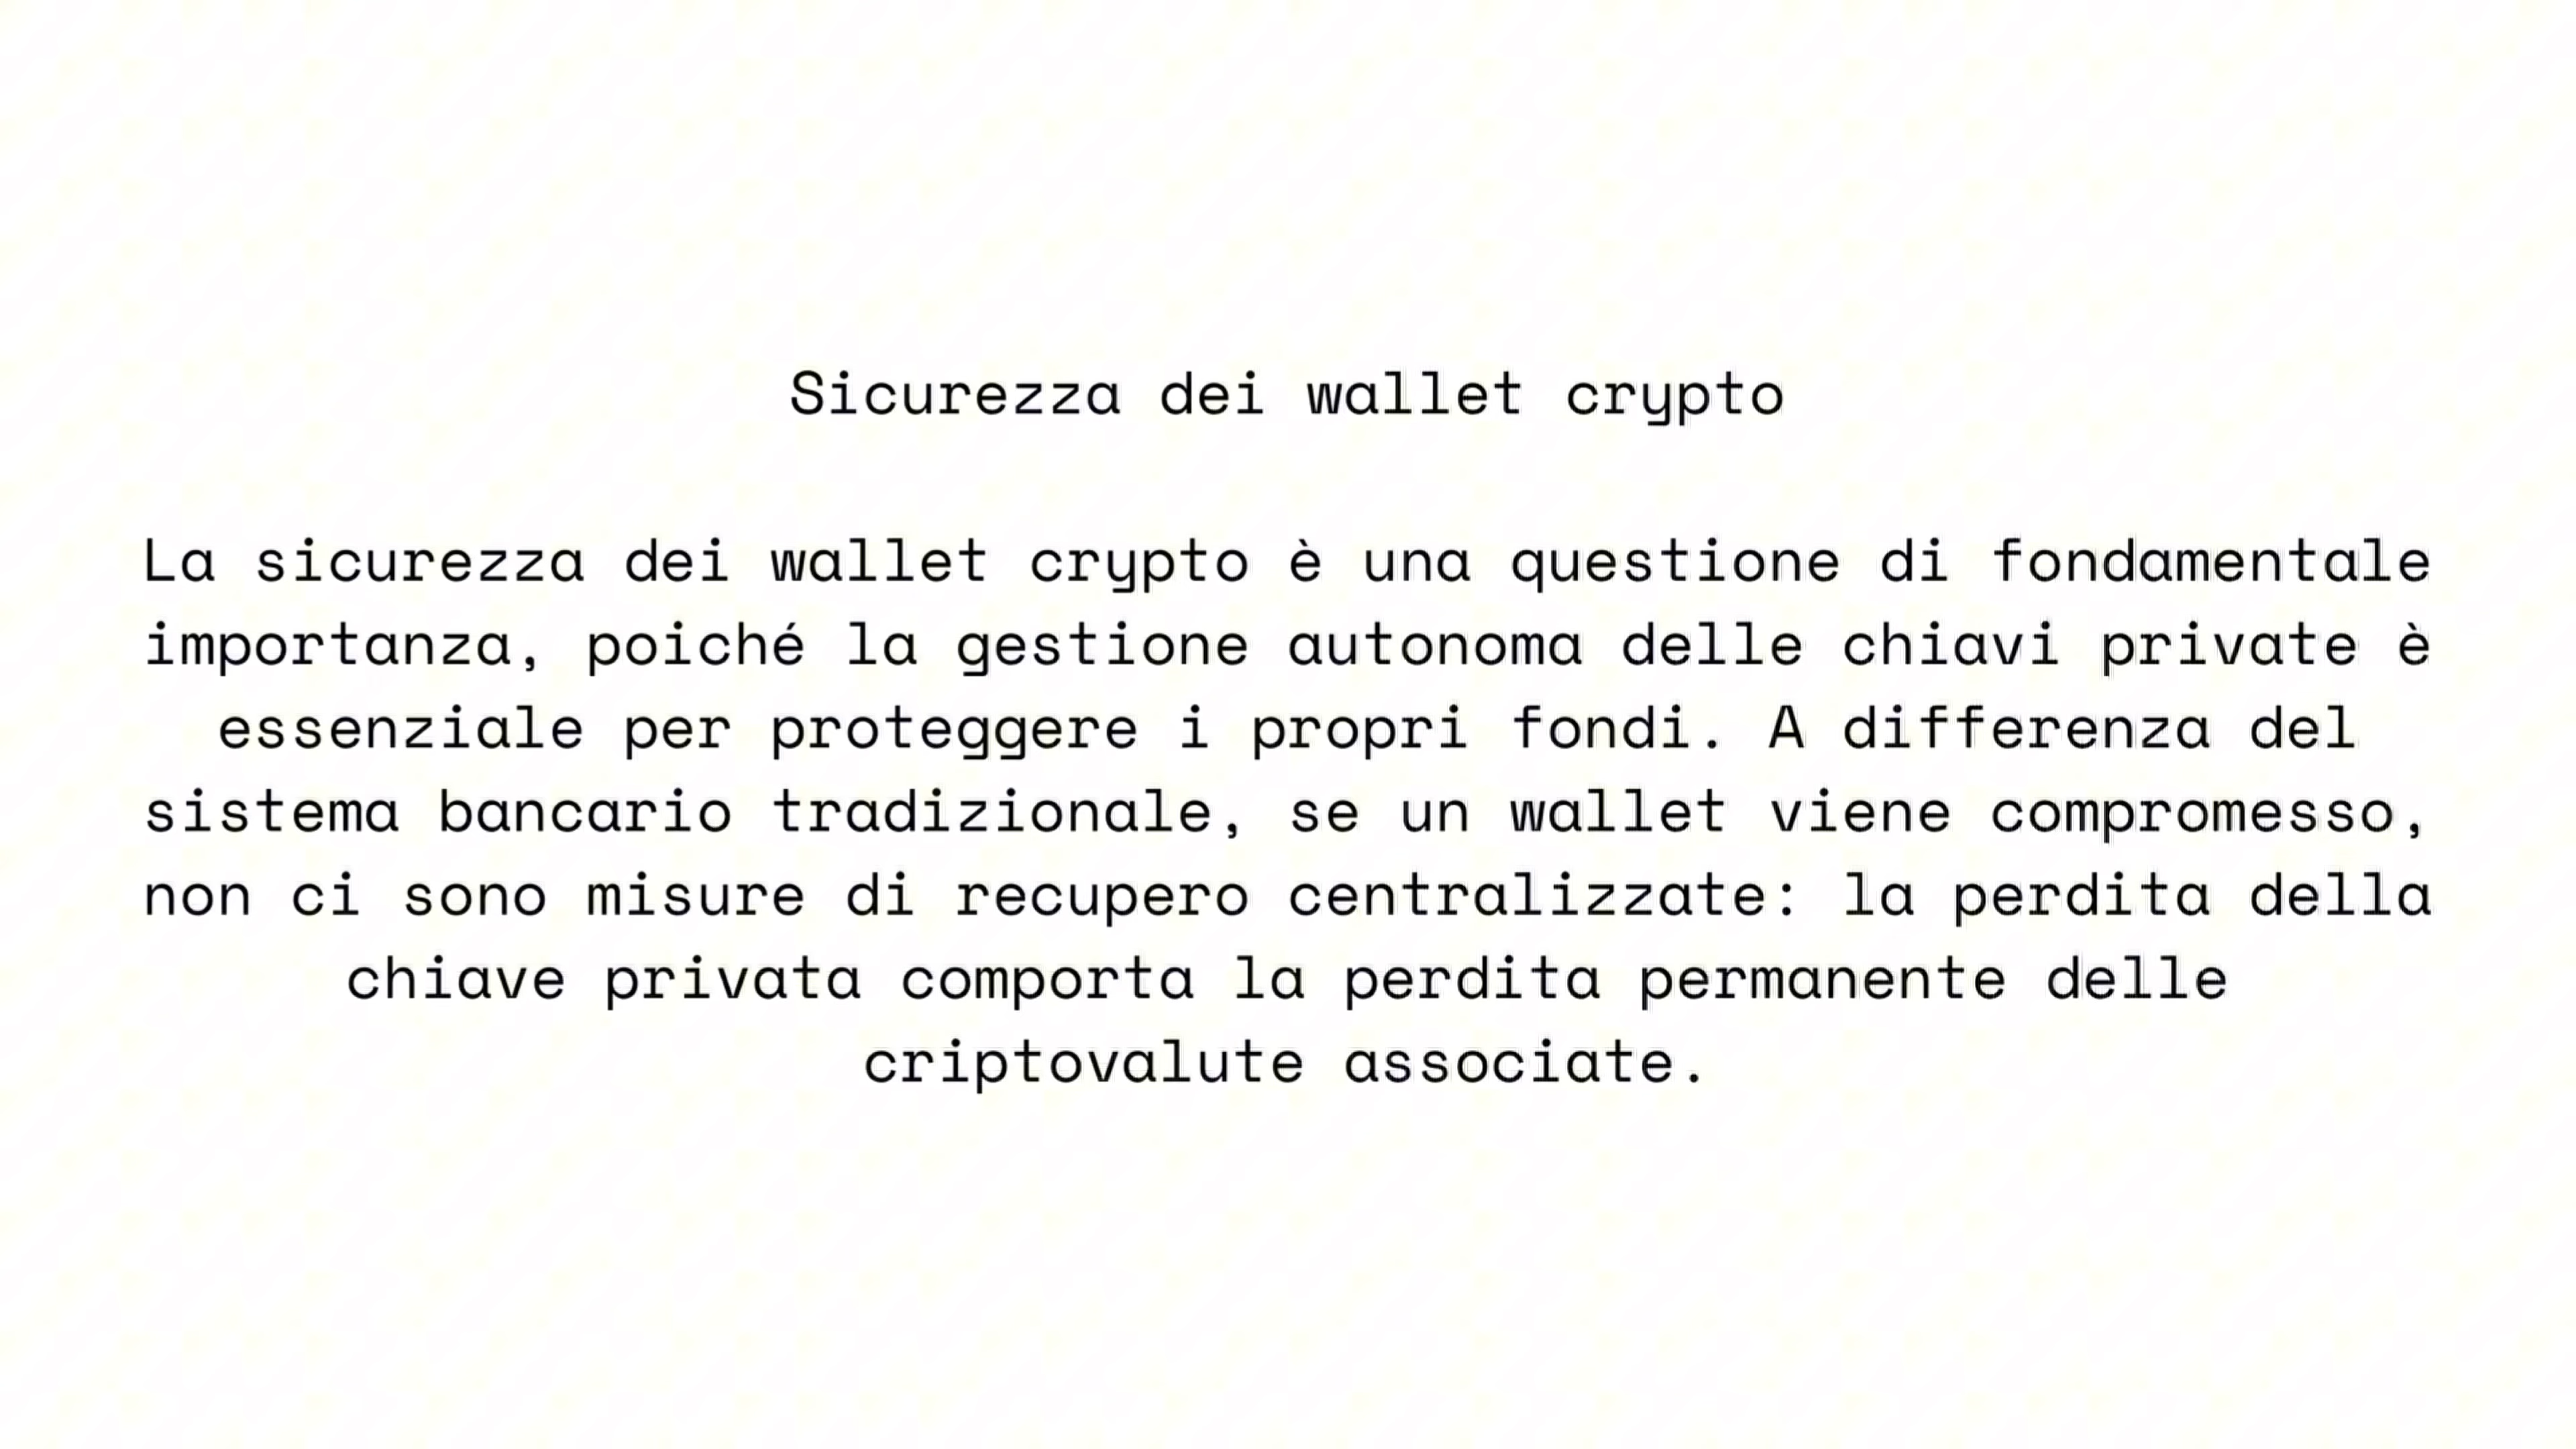 Sicurezza dei wallet crypto
La sicurezza dei wallet crypto è una questione di fondamentale
importanza, poiché la gestione autonoma delle chiavi private è
essenziale per proteggere i propri fondi. A differenza del
sistema bancario tradizionale, se un wallet viene compromesso,
non ci sono misure di recupero centralizzate: la perdita della
chiave privata comporta la perdita permanente delle
criptovalute associate.